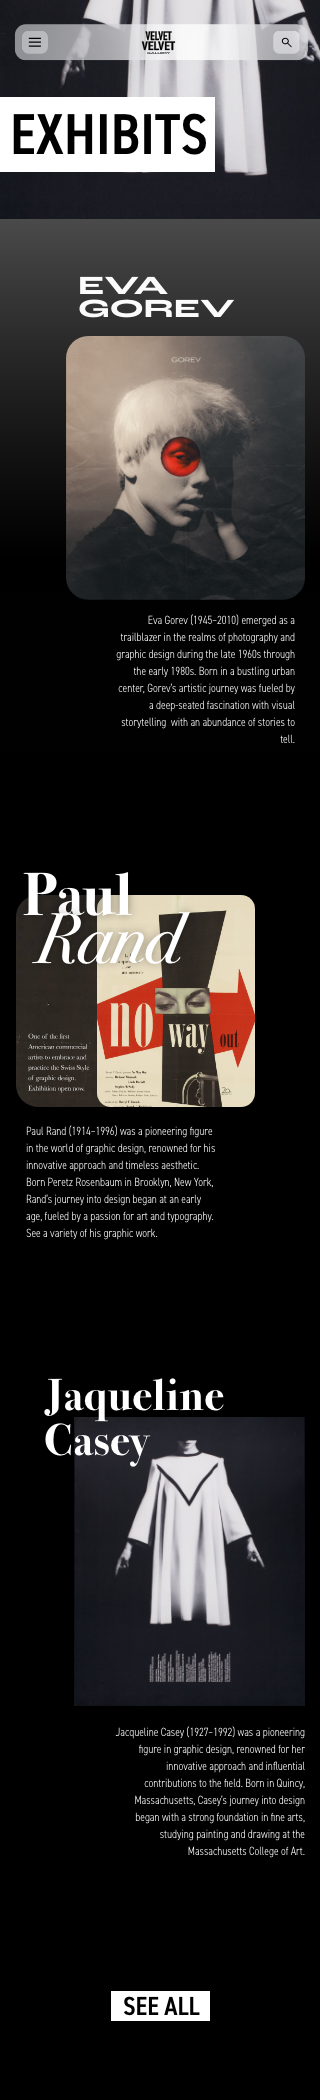 VELVET
VELVET
GALLERY
EXHIBITS
EVA
GOREV
GOREV
Eva Gorev (1945–2010) emerged as a
trailblazer in the realms of photography and
graphic design during the late 1960s through
the early 1980s. Born in a bustling urban
center, Gorev's artistic journey was fueled by
a deep-seated fascination with visual
storytelling with an abundance of stories to
tell.
Paul
Rand
no
way
out
One of the first
American commercial
artists to embrace and
practice the Swiss Style
of graphic design.
Exhibition open now.
Paul Rand (1914–1996) was a pioneering figure
in the world of graphic design, renowned for his
innovative approach and timeless aesthetic.
Born Peretz Rosenbaum in Brooklyn, New York,
Rand's journey into design began at an early
age, fueled by a passion for art and typography.
See a variety of his graphic work.
Jaqueline
Casey
Jacqueline Casey (1927–1992) was a pioneering
figure in graphic design, renowned for her
innovative approach and influential
contributions to the field. Born in Quincy,
Massachusetts, Casey's journey into design
began with a strong foundation in fine arts,
studying painting and drawing at the
Massachusetts College of Art.
SEE ALL